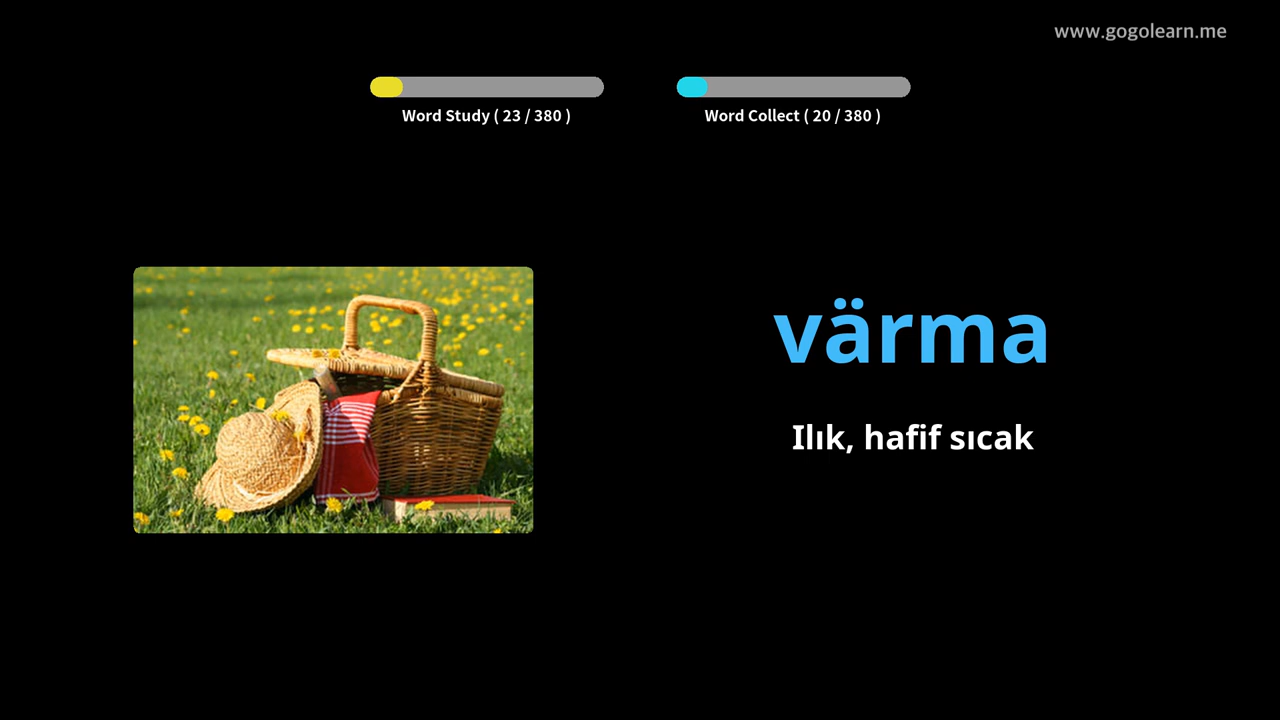 www.gogolearn.me
Word Study ( 23 / 380 )
Word Collect ( 20 / 380 )
värma
Ilık, hafif sıcak